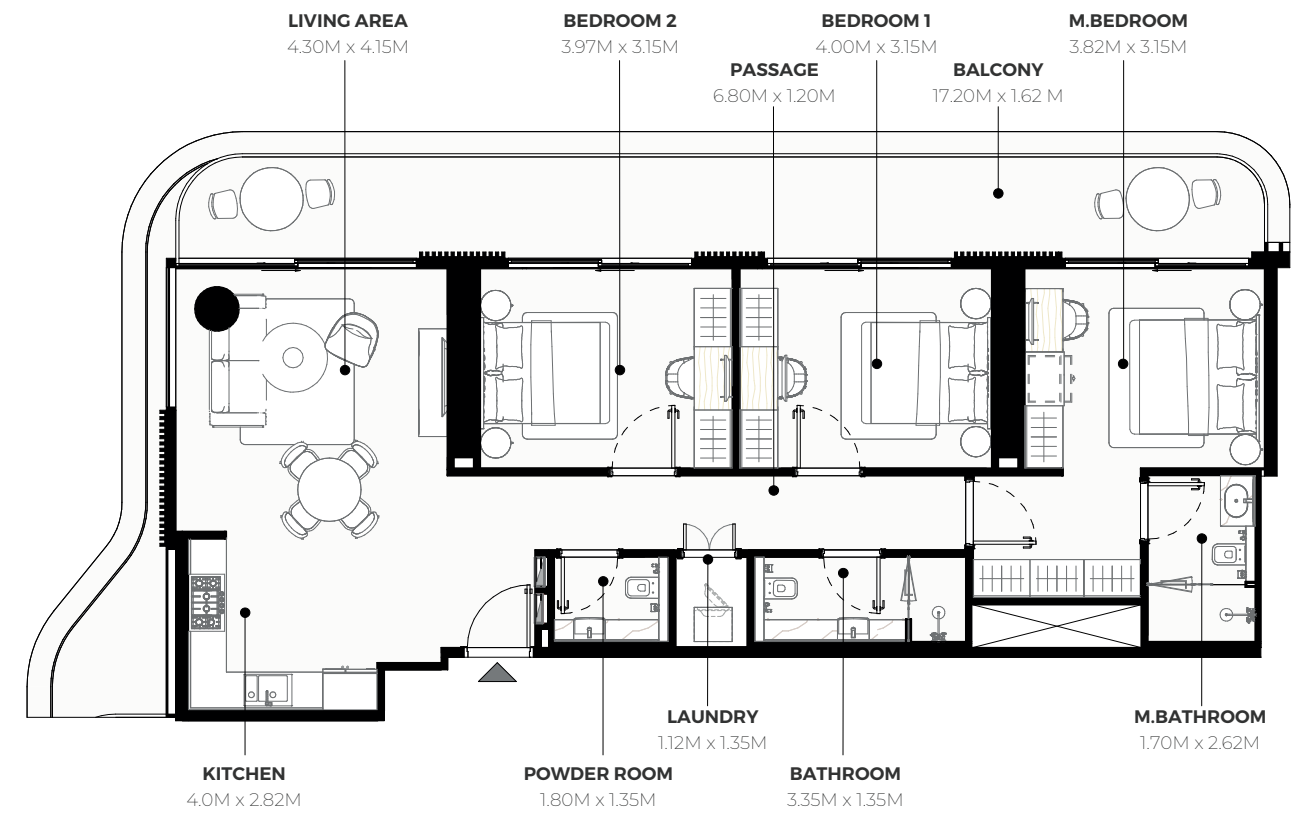 LIVING AREA
4.30M x 4.15M
BEDROOM 2
3.97M x 3.15M
BEDROOM 1
4.00M x 3.15M
M.BEDROOM
3.82M x 3.15M
PASSAGE
6.80M x 1.20M
BALCONY
17.20M x 1.62 M
LAUNDRY
1.12M x 1.35M
M.BATHROOM
1.70M x 2.62M
KITCHEN
4.0M x 2.82M
POWDER ROOM
1.80M x 1.35M
BATHROOM
3.35M x 1.35M